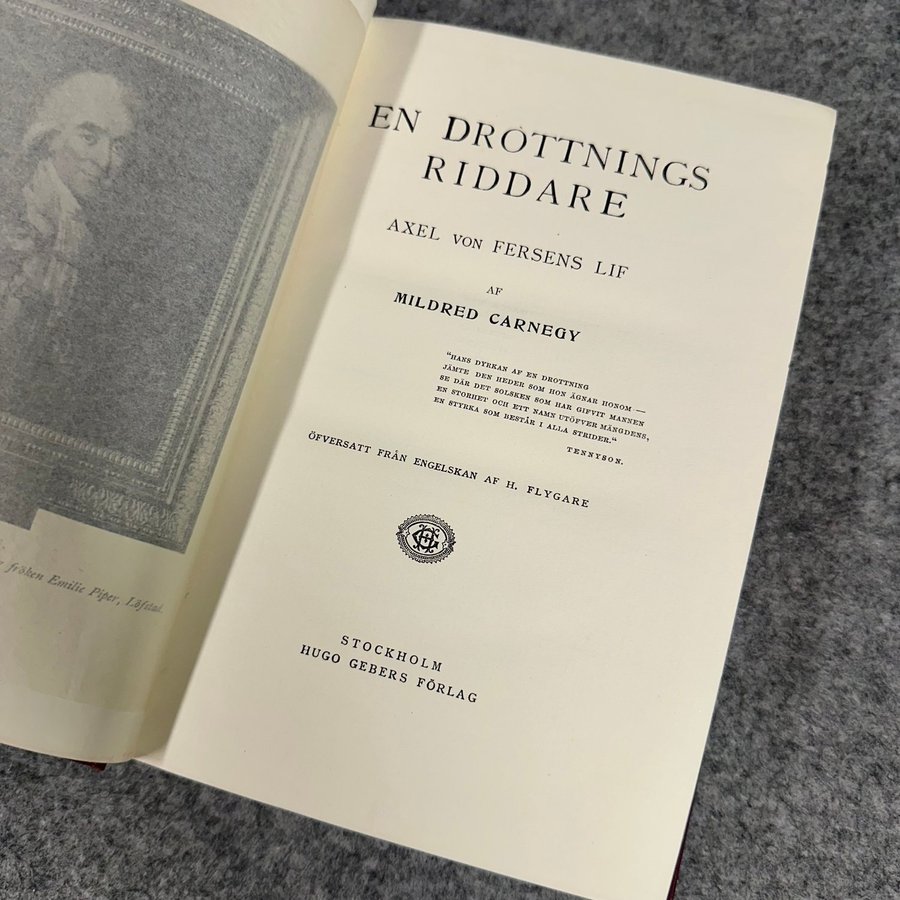 fröken Emilie Piper, Löfstad.
EN DROTTNINGS
RIDDARE
AXEL VON FERSENS LIF
AF
MILDRED CARNEGY
"HANS DYRKAN AF EN DROTTNING
JÄMTE DEN HEDER SOM HON ÄGNAR HONOM —
SE DÄR DET SOLSKEN SOM HAR GIFVIT MANNEN
EN STORHET OCH ETT NAMN UTÖFVER MÄNGDENS,
EN STYRKA SOM BESTÅR I ALLA STRIDER."
TENNYSON.
ÖFVERSATT FRÅN ENGELSKAN AF H. FLYGARE
STOCKHOLM
HUGO GEBERS FÖRLAG